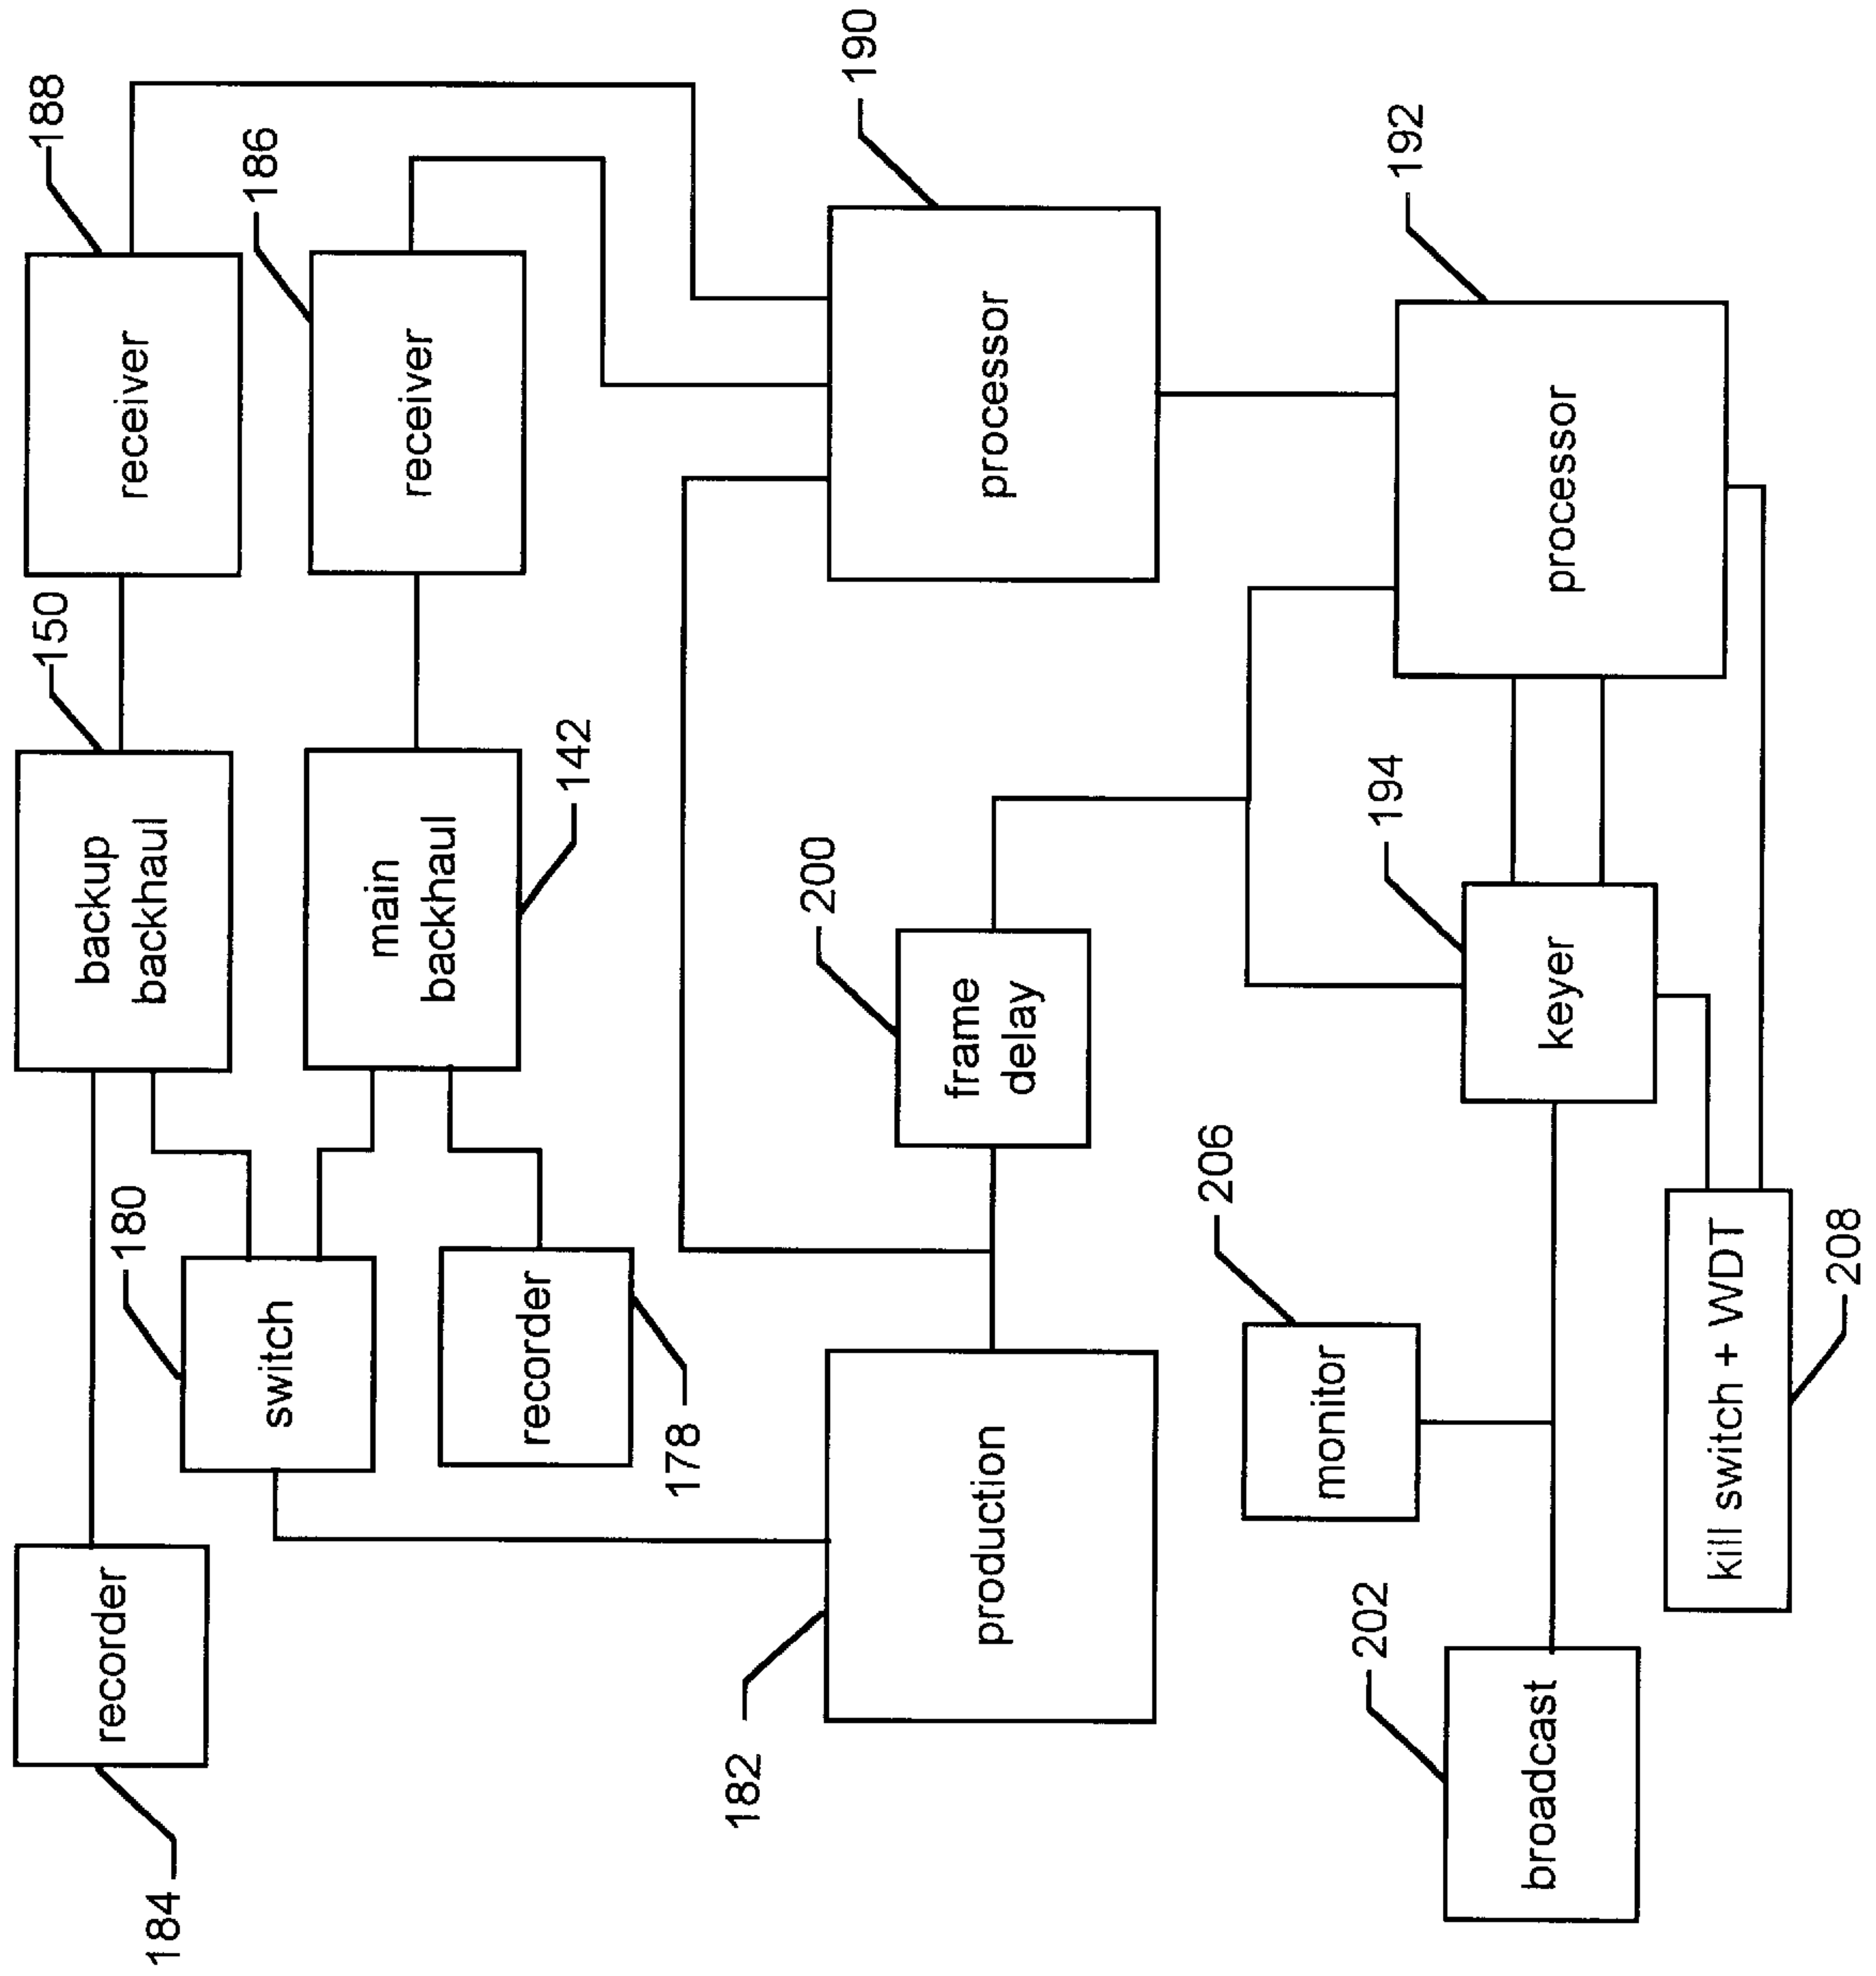 184
recorder
180
switch
backup
backhaul
150
receiver
188
178
recorder
main
backhaul
142
receiver
186
182
production
frame
delay
200
processor
190
206
monitor
202
broadcast
keyer
194
processor
192
kill switch + WDT
208